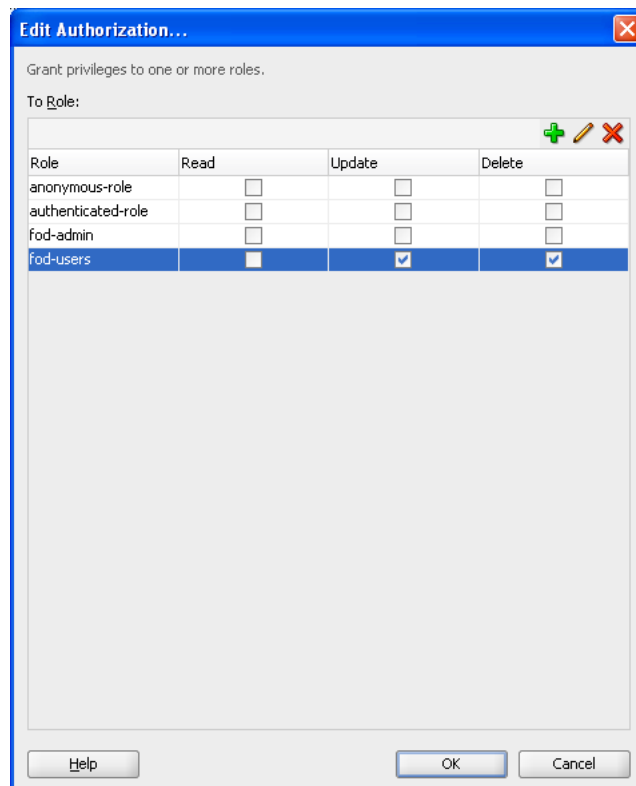 Edit Authorization...
Grant privileges to one or more roles.
To Role:
Role Read Update Delete
anonymous-role
authenticated-role
fod-admin
fod-users
Help OK Cancel